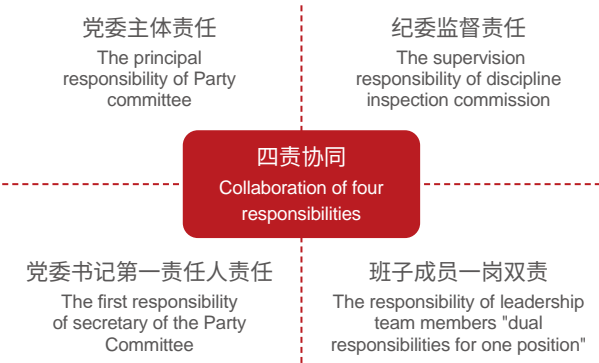 党委主体责任
The principal
responsibility of Party
committee
纪委监督责任
The supervision
responsibility of discipline
inspection commission
四责协同
Collaboration of four
responsibilities
党委书记第一责任人责任
The first responsibility
of secretary of the Party
Committee
班子成员一岗双责
The responsibility of leadership
team members "dual
responsibilities for one position"